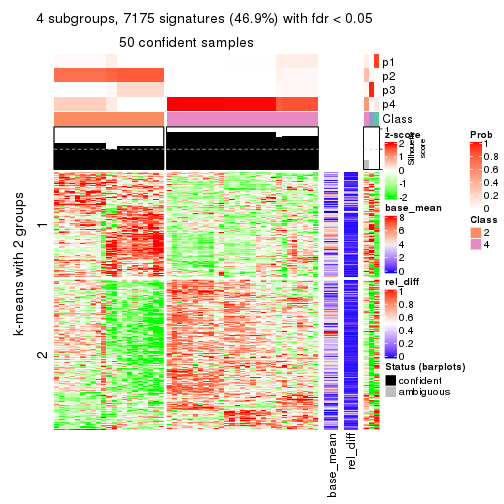 4 subgroups, 7175 signatures (46.9%) with fdr < 0.05
50 confident samples
p1
p2
p3
p4
Class
1
Silhouette
score
k-means with 2 groups
1
2
base_mean
rel_diff
z-score
2
1
0
-1
-2
base_mean
8
6
4
2
0
rel_diff
1
0.8
0.6
0.4
0.2
0
Status (barplots)
confident
ambiguous
Prob
1
0.8
0.6
0.4
0.2
0
Class
2
4